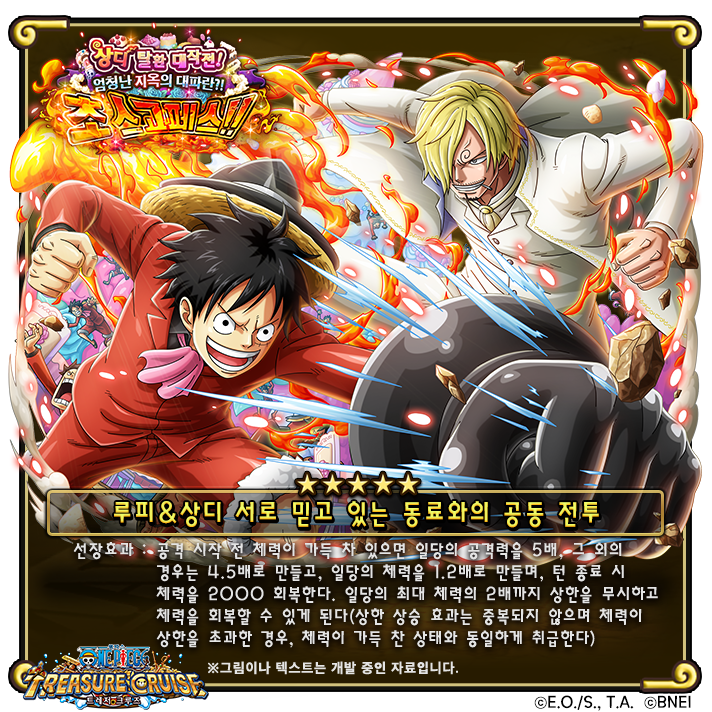 상디 탈환 대작전!
엄청난 지옥의 대파란?!
초 스고페스!!
루피&상디 서로 믿고 있는 동료와의 공동 전투
선장효과 : 공격 시작 전 체력이 가득 차 있으면 일당의 공격력을 5배, 그 외의
경우는 4.5배로 만들고, 일당의 체력을 1.2배로 만들며, 턴 종료 시
체력을 2000 회복한다. 일당의 최대 체력의 2배까지 상한을 무시하고
체력을 회복할 수 있게 된다(상한 상승 효과는 중복되지 않으며 체력이
상한을 초과한 경우, 체력이 가득 찬 상태와 동일하게 취급한다)
※그림이나 텍스트는 개발 중인 자료입니다.
ONE PIECE
TREASURE CRUISE
트레저 크루즈
©E.O./S., T.A. ©BNEI